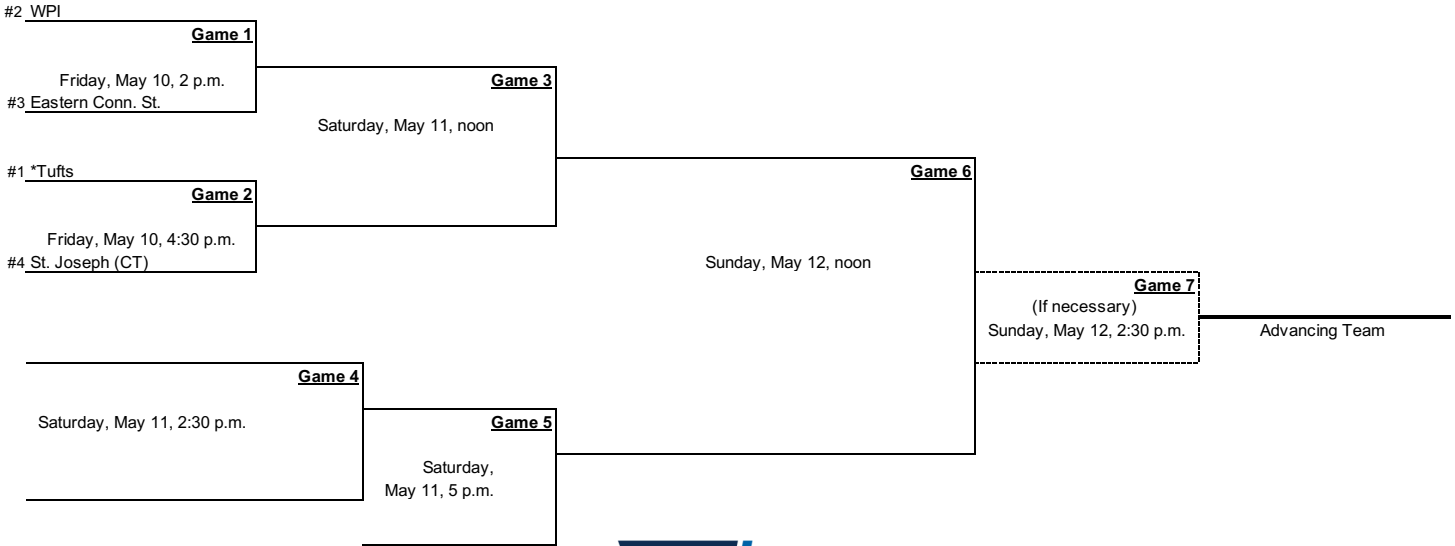 #2 WPI
Game 1
Friday, May 10, 2 p.m.
#3 Eastern Conn. St.
Game 3
Saturday, May 11, noon
#1 *Tufts
Game 2
Friday, May 10, 4:30 p.m.
#4 St. Joseph (CT)
Game 6
Sunday, May 12, noon
Game 7
(If necessary)
Sunday, May 12, 2:30 p.m.
Advancing Team
Game 4
Saturday, May 11, 2:30 p.m.
Game 5
Saturday,
May 11, 5 p.m.